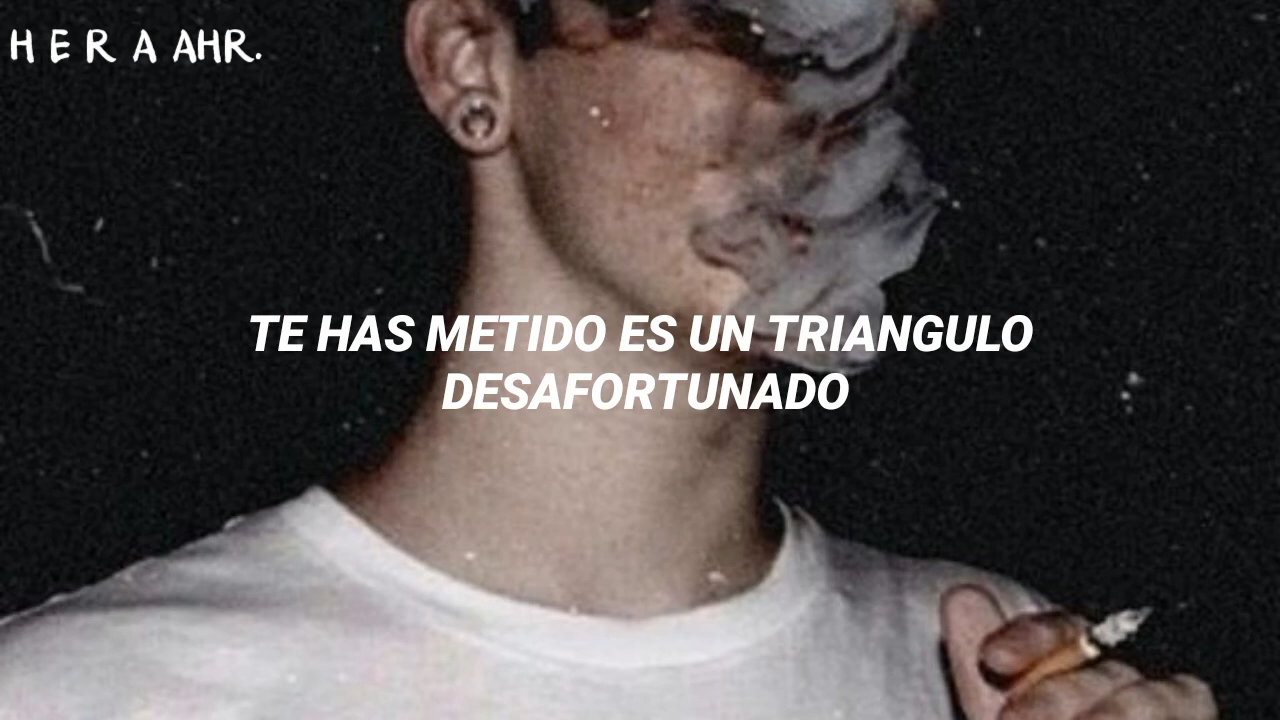 H E R A AHR.
TE HAS METIDO ES UN TRIANGULO
DESAFORTUNADO